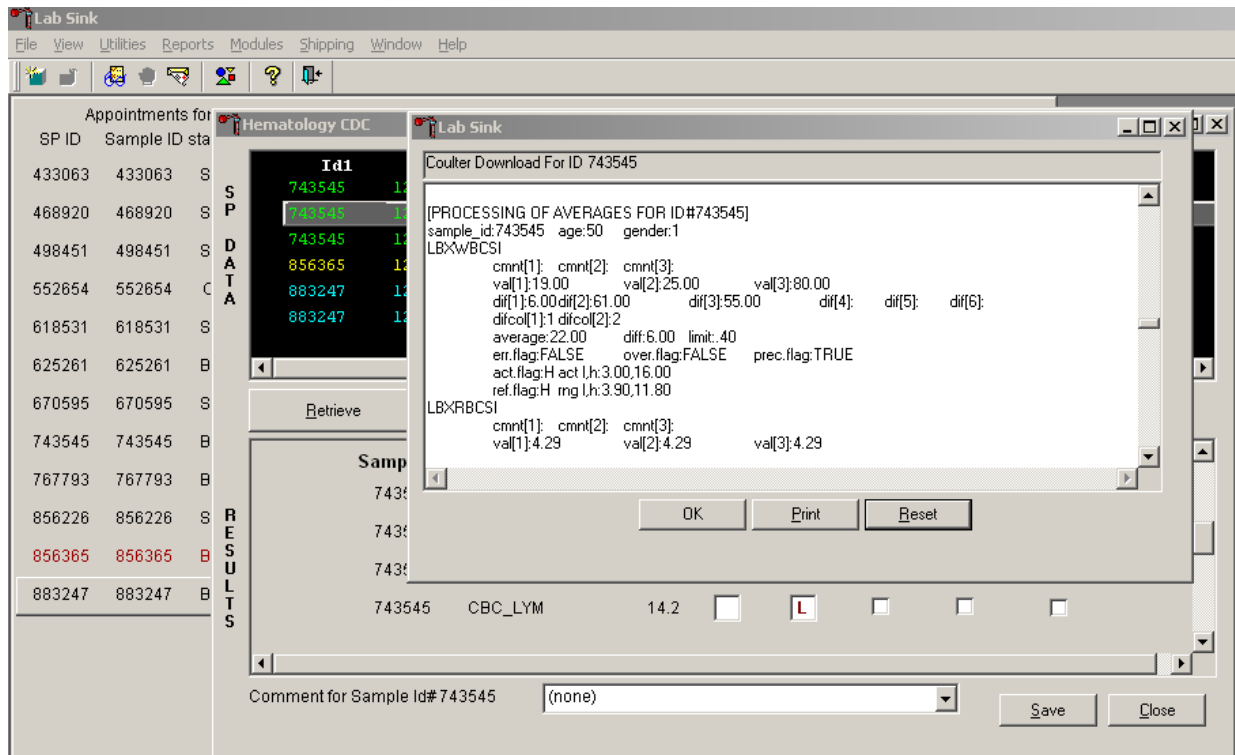 Lab Sink
File View Utilities Reports Modules Shipping Window Help
Appointments for
SP ID Sample ID sta
433063 433063 S
468920 468920 S
498451 498451 S
552654 552654 C
618531 618531 S
625261 625261 B
670595 670595 S
743545 743545 B
767793 767793 B
856226 856226 S
856365 856365 B
883247 883247 B
Hematology CDC
SP DATA
Id1
743545 12
743545 12
743545 12
856365 12
883247 12
883247 12
Retrieve
RESULTS
Samp
7435
7435
7435
743545 CBC_LYM 14.2 L
Comment for Sample Id# 743545 (none)
Save Close
Lab Sink
Coulter Download For ID 743545
[PROCESSING OF AVERAGES FOR ID#743545]
sample_id:743545 age:50 gender:1
LBXWBCSI
cmnt[1]: cmnt[2]: cmnt[3]:
val[1]:19.00 val[2]:25.00 val[3]:80.00
dif[1]:6.00 dif[2]:61.00 dif[3]:55.00 dif[4]: dif[5]: dif[6]:
difcol[1]:1 difcol[2]:2
average:22.00 diff:6.00 limit:.40
err.flag:FALSE over.flag:FALSE prec.flag:TRUE
act.flag:H act l,h:3.00,16.00
ref.flag:H rng l,h:3.90,11.80
LBXRBCSI
cmnt[1]: cmnt[2]: cmnt[3]:
val[1]:4.29 val[2]:4.29 val[3]:4.29
OK Print Reset